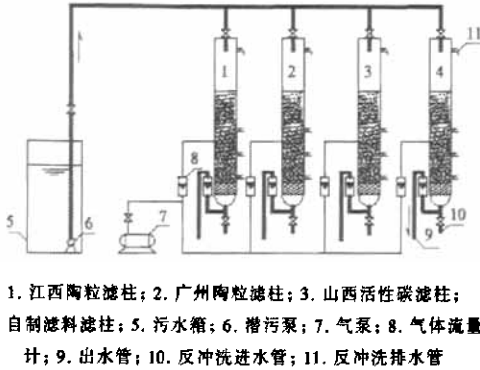 1 2 3 4 11
8
5 6 7 9 10
1. 江西陶粒滤柱; 2. 广州陶粒滤柱; 3. 山西活性碳滤柱;
自制滤料滤柱; 5. 污水箱; 6. 潜污泵; 7. 气泵; 8. 气体流量
计; 9. 出水管; 10. 反冲洗进水管; 11. 反冲洗排水管